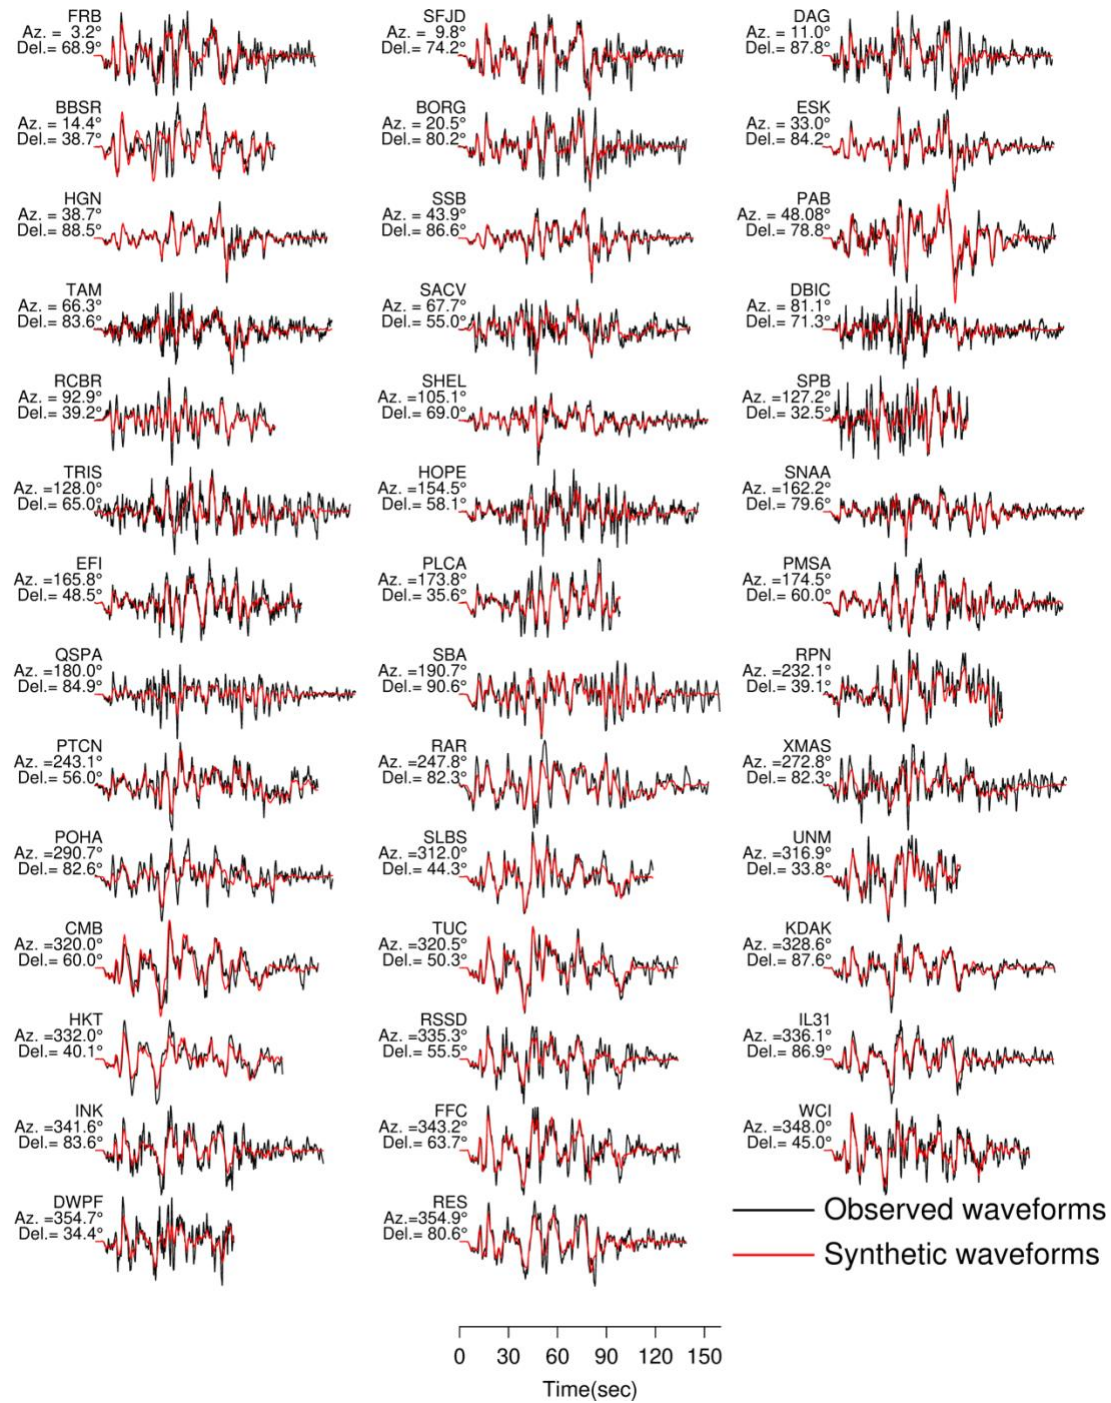 FRB
Az. = 3.2°
Del.= 68.9°
SFJD
Az. = 9.8°
Del.= 74.2°
DAG
Az. = 11.0°
Del.= 87.8°
BBSR
Az. = 14.4°
Del.= 38.7°
BORG
Az. = 20.5°
Del.= 80.2°
ESK
Az. = 33.0°
Del.= 84.2°
HGN
Az. = 38.7°
Del.= 88.5°
SSB
Az. = 43.9°
Del.= 86.6°
PAB
Az. = 48.08°
Del.= 78.8°
TAM
Az. = 66.3°
Del.= 83.6°
SACV
Az. = 67.7°
Del.= 55.0°
DBIC
Az. = 81.1°
Del.= 71.3°
RCBR
Az. = 92.9°
Del.= 39.2°
SHEL
Az. =105.1°
Del.= 69.0°
SPB
Az. =127.2°
Del.= 32.5°
TRIS
Az. =128.0°
Del.= 65.0°
HOPE
Az. =154.5°
Del.= 58.1°
SNAA
Az. =162.2°
Del.= 79.6°
EFI
Az. =165.8°
Del.= 48.5°
PLCA
Az. =173.8°
Del.= 35.6°
PMSA
Az. =174.5°
Del.= 60.0°
QSPA
Az. =180.0°
Del.= 84.9°
SBA
Az. =190.7°
Del.= 90.6°
RPN
Az. =232.1°
Del.= 39.1°
PTCN
Az. =243.1°
Del.= 56.0°
RAR
Az. =247.8°
Del.= 82.3°
XMAS
Az. =272.8°
Del.= 82.3°
POHA
Az. =290.7°
Del.= 82.6°
SLBS
Az. =312.0°
Del.= 44.3°
UNM
Az. =316.9°
Del.= 33.8°
CMB
Az. =320.0°
Del.= 60.0°
TUC
Az. =320.5°
Del.= 50.3°
KDAK
Az. =328.6°
Del.= 87.6°
HKT
Az. =332.0°
Del.= 40.1°
RSSD
Az. =335.3°
Del.= 55.5°
IL31
Az. =336.1°
Del.= 86.9°
INK
Az. =341.6°
Del.= 83.6°
FFC
Az. =343.2°
Del.= 63.7°
WCI
Az. =348.0°
Del.= 45.0°
DWPF
Az. =354.7°
Del.= 34.4°
RES
Az.=354.9°
Del.= 80.6°
Observed waveforms
Synthetic waveforms
0 30 60 90 120 150
Time(sec)